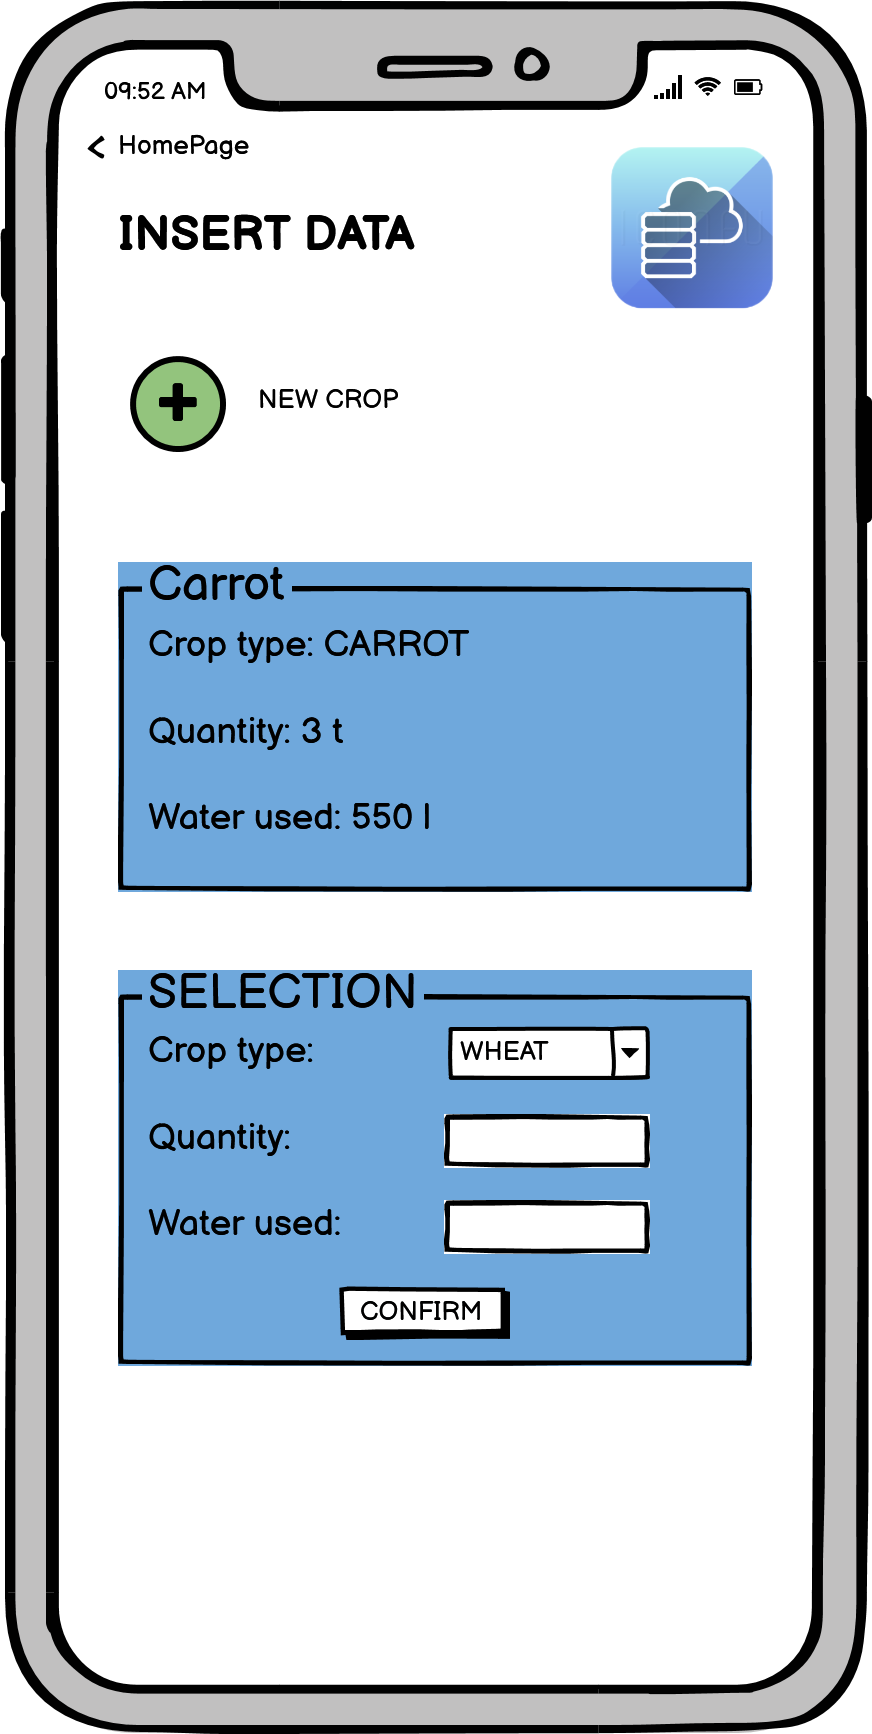 09:52 AM
HomePage
INSERT DATA
NEW CROP
Carrot
Crop type: CARROT
Quantity: 3 t
Water used: 550 l
SELECTION
Crop type: WHEAT
Quantity:
Water used:
CONFIRM